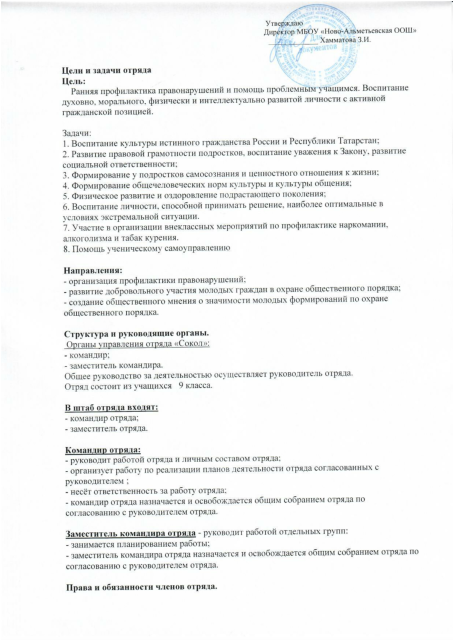 Утверждаю
Директор МБОУ «Ново-Альметьевская ООШ»
Хамматова З.И.
Цели и задачи отряда
Цель:
Ранняя профилактика правонарушений и помощь проблемным учащимся. Воспитание
духовно, морального, физически и интеллектуально развитой личности с активной
гражданской позицией.
Задачи:
1. Воспитание культуры истинного гражданства России и Республики Татарстан;
2. Развитие правовой грамотности подростков, воспитание уважения к Закону, развитие
социальной ответственности;
3. Формирование у подростков самосознания и ценностного отношения к жизни;
4. Формирование общечеловеческих норм культуры и культуры общения;
5. Физическое развитие и оздоровление подрастающего поколения;
6. Воспитание личности, способной принимать решение, наиболее оптимальные в
условиях экстремальной ситуации.
7. Участие в организации внеклассных мероприятий по профилактике наркомании,
алкоголизма и табак курения.
8. Помощь ученическому самоуправлению
Направления:
- организация профилактики правонарушений;
- развитие добровольного участия молодых граждан в охране общественного порядка;
- создание общественного мнения о значимости молодых формирований по охране
общественного порядка.
Структура и руководящие органы.
Органы управления отряда «Сокол»:
- командир;
- заместитель командира.
Общее руководство за деятельностью осуществляет руководитель отряда.
Отряд состоит из учащихся 9 класса.
В штаб отряда входят:
- командир отряда;
- заместитель отряда.
Командир отряда:
- руководит работой отряда и личным составом отряда;
- организует работу по реализации планов деятельности отряда согласованных с
руководителем ;
- несёт ответственность за работу отряда;
- командир отряда назначается и освобождается общим собранием отряда по
согласованию с руководителем отряда.
Заместитель командира отряда - руководит работой отдельных групп:
- занимается планированием работы;
- заместитель командира отряда назначается и освобождается общим собранием отряда по
согласованию с руководителем отряда.
Права и обязанности членов отряда.